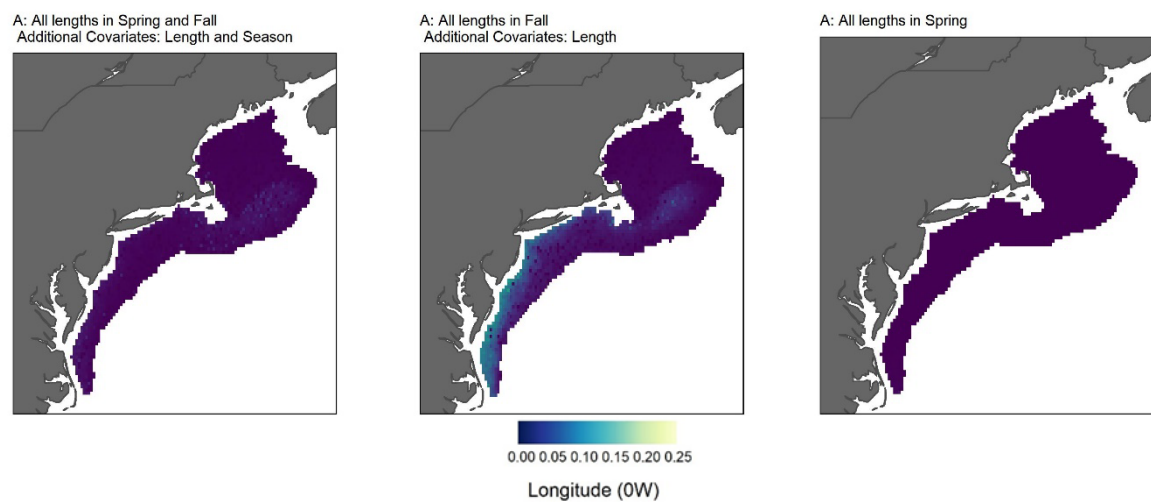 A: All lengths in Spring and Fall
Additional Covariates: Length and Season
A: All lengths in Fall
Additional Covariates: Length
A: All lengths in Spring
0.00 0.05 0.10 0.15 0.20 0.25
Longitude (0W)